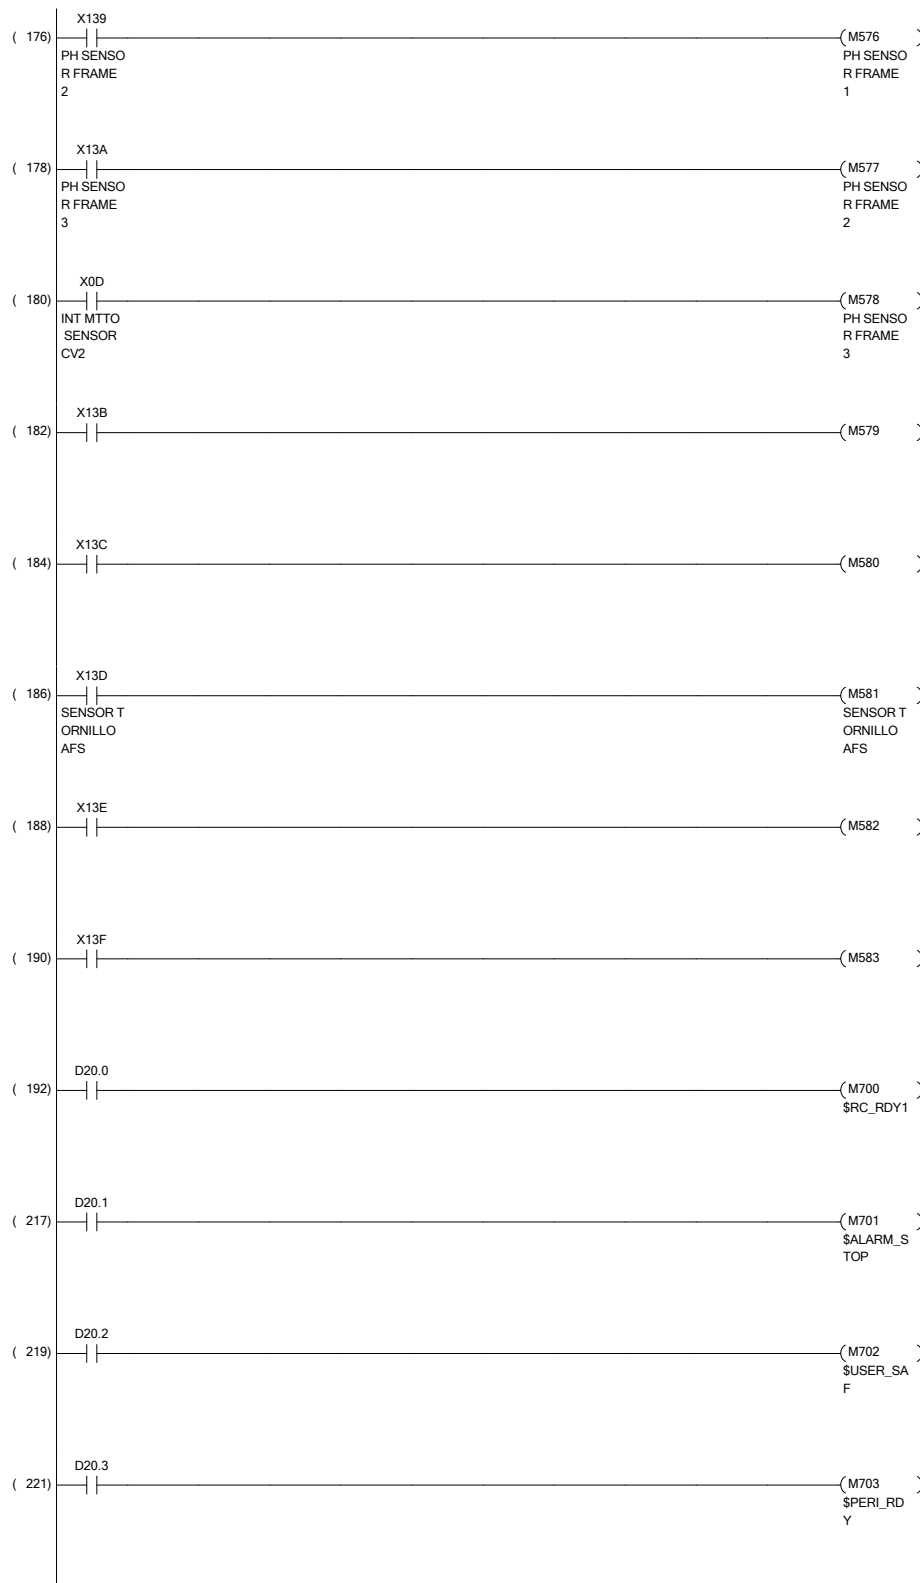 X139
( 176)
(M576 )
PH SENSO
R FRAME
2
PH SENSO
R FRAME
1
X13A
( 178)
(M577 )
PH SENSO
R FRAME
3
PH SENSO
R FRAME
2
X0D
( 180)
(M578 )
INT MTTO
SENSOR
CV2
PH SENSO
R FRAME
3
X13B
( 182)
(M579 )
X13C
( 184)
(M580 )
X13D
( 186)
(M581 )
SENSOR T
ORNILLO
AFS
SENSOR T
ORNILLO
AFS
X13E
( 188)
(M582 )
X13F
( 190)
(M583 )
D20.0
( 192)
(M700 )
$RC_RDY1
D20.1
( 217)
(M701 )
$ALARM_S
TOP
D20.2
( 219)
(M702 )
$USER_SA
F
D20.3
( 221)
(M703 )
$PERI_RD
Y